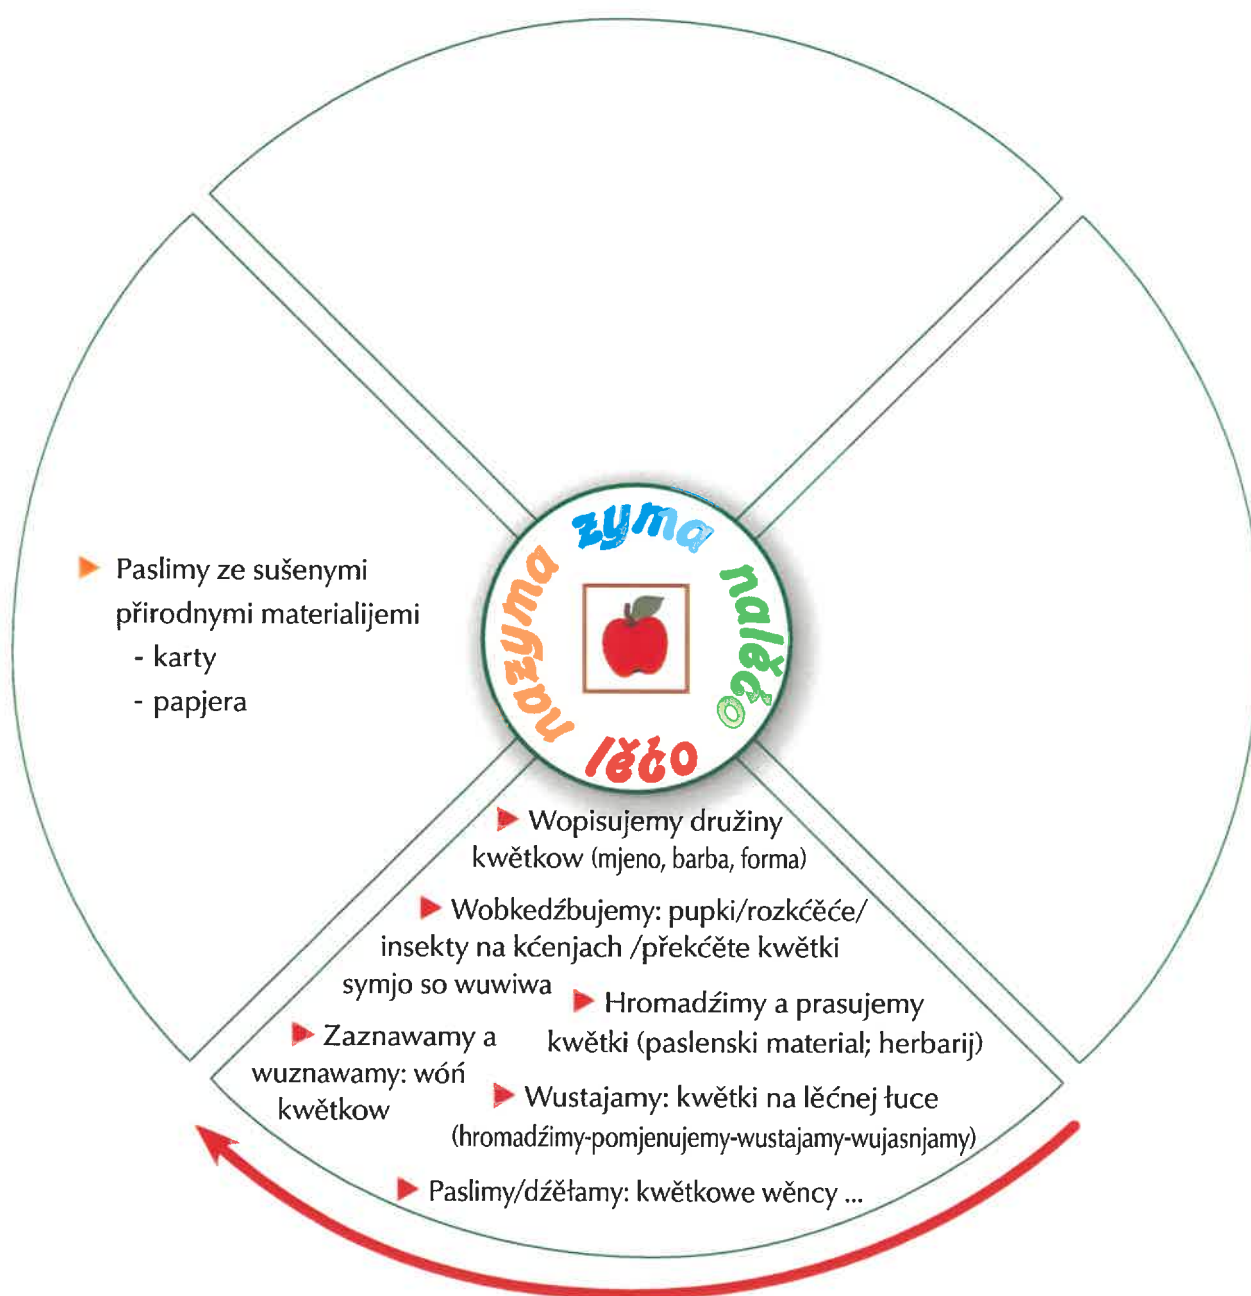 zyma
nalěćo
lěćo
nazyma
Paslimy ze sušenymi
přirodnymi materialijemi
- karty
- papjera
Wopisujemy družiny
kwětkow (mjeno, barba, forma)
Wobkedźbujemy: pupki/rozkćěće/
insekty na kćenjach /překćěte kwětki
symjo so wuwiwa
Hromadźimy a prasujemy
kwětki (paslenski material; herbarij)
Zaznawamy a
wuznawamy: wóń
kwětkow
Wustajamy: kwětki na lěćnej łuce
(hromadźimy-pomjenujemy-wustajamy-wujasnjamy)
Paslimy/dźěłamy: kwětkowe wěncy ...